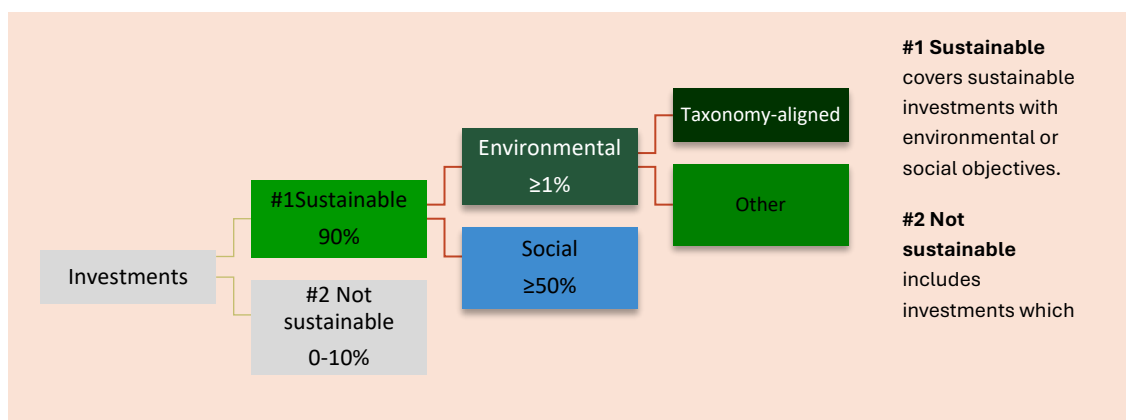 Investments
#1Sustainable
90%
#2 Not
sustainable
0-10%
Environmental
≥1%
Social
≥50%
Taxonomy-aligned
Other
#1 Sustainable
covers sustainable
investments with
environmental or
social objectives.
#2 Not
sustainable
includes
investments which